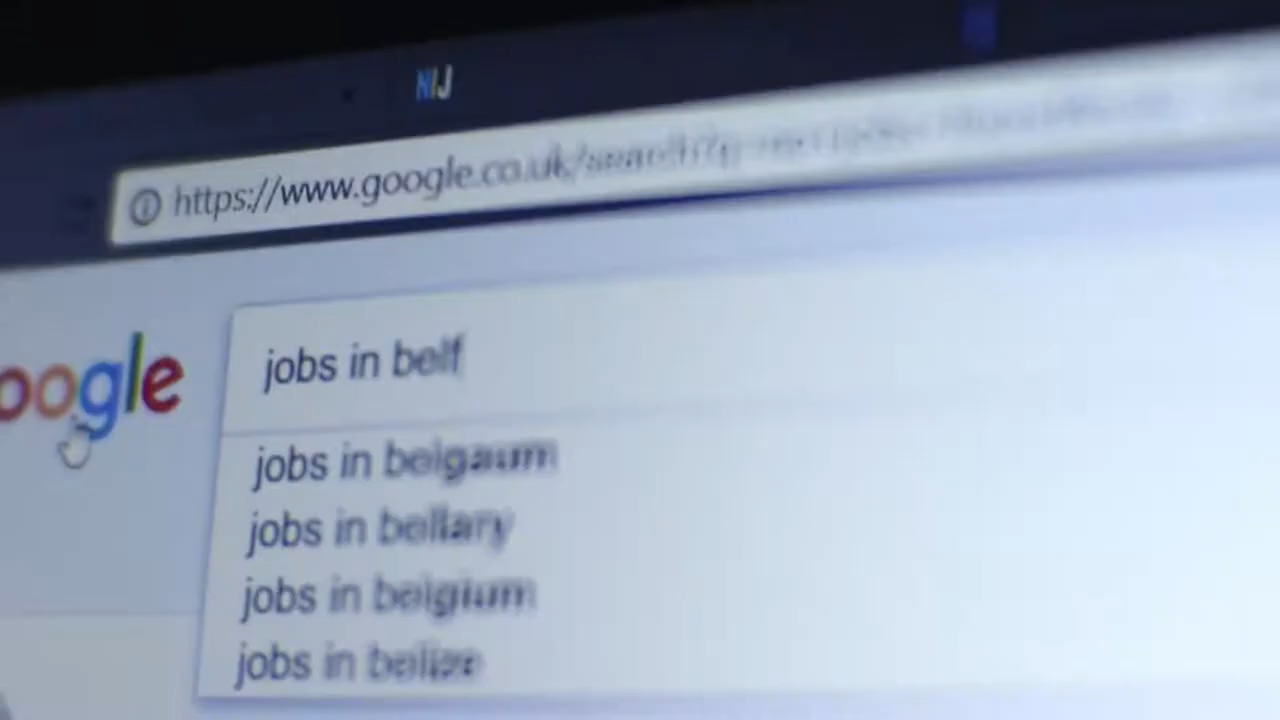 NIJ
https://www.google.co.uk/search?q=
oogle
jobs in belf
jobs in belgaum
jobs in bellary
jobs in belgium
jobs in belize